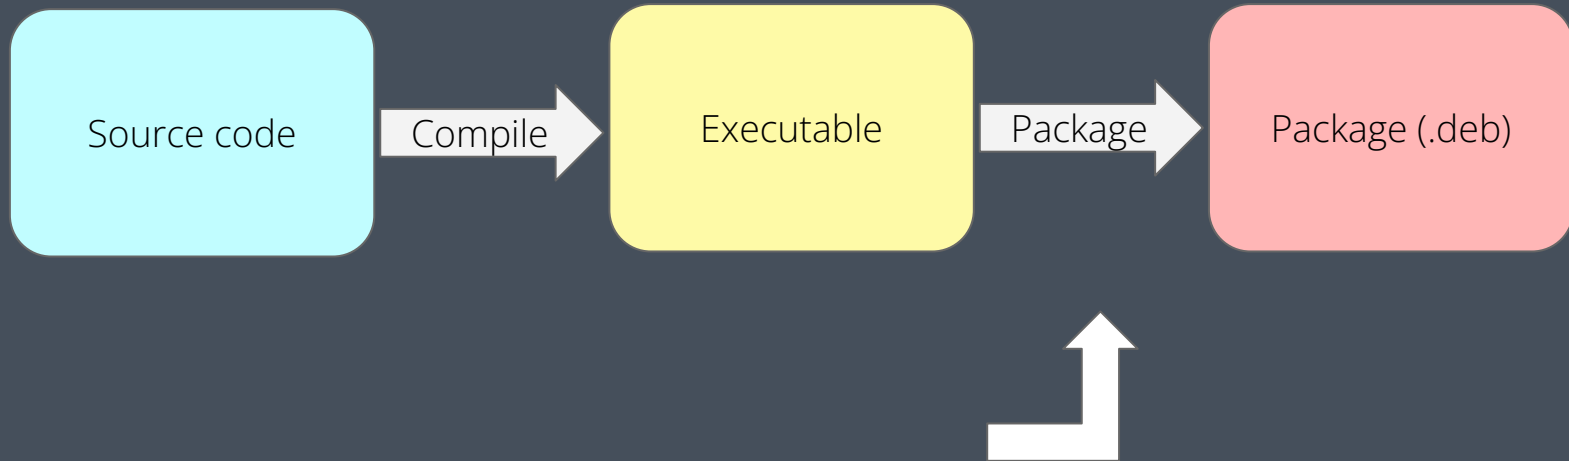 Source code
Compile
Executable
Package
Package (.deb)